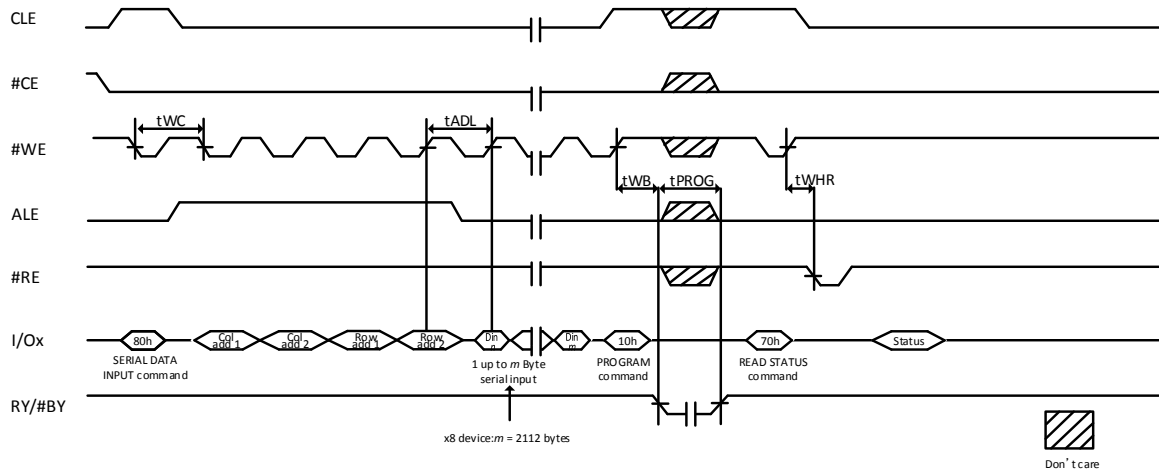 CLE
#CE
tWC
tADL
#WE
tWB
tPROG
tWHR
ALE
#RE
I/Ox
80h
Col
add 1
Col
add 2
Row
add 1
Row
add 2
Din
n
Din
m
10h
70h
Status
SERIAL DATA
INPUT command
1 up to m Byte
serial input
PROGRAM
command
READ STATUS
command
RY/#BY
x8 device:m = 2112 bytes
Don't care